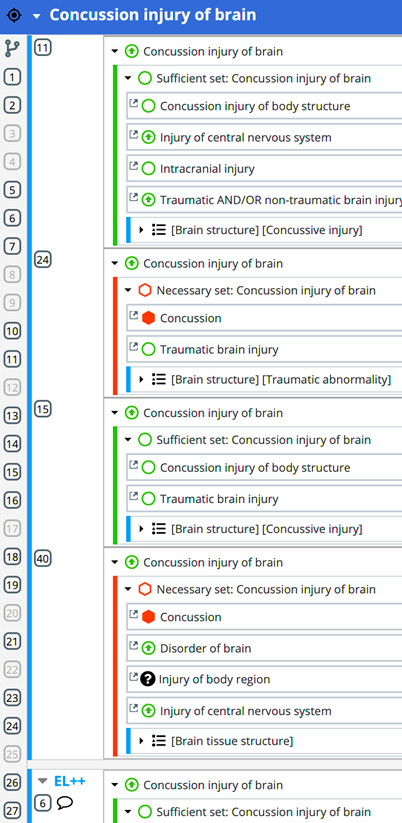 Concussion injury of brain
11
Concussion injury of brain
Sufficient set: Concussion injury of brain
Concussion injury of body structure
Injury of central nervous system
Intracranial injury
Traumatic AND/OR non-traumatic brain injury
[Brain structure] [Concussive injury]
24
Concussion injury of brain
Necessary set: Concussion injury of brain
Concussion
Traumatic brain injury
[Brain structure] [Traumatic abnormality]
15
Concussion injury of brain
Sufficient set: Concussion injury of brain
Concussion injury of body structure
Traumatic brain injury
[Brain structure] [Concussive injury]
40
Concussion injury of brain
Necessary set: Concussion injury of brain
Concussion
Disorder of brain
Injury of body region
Injury of central nervous system
[Brain tissue structure]
EL++
6
Concussion injury of brain
Sufficient set: Concussion injury of brain
1
2
3
4
5
6
7
8
9
10
11
12
13
14
15
16
17
18
19
20
21
22
23
24
25
26
27